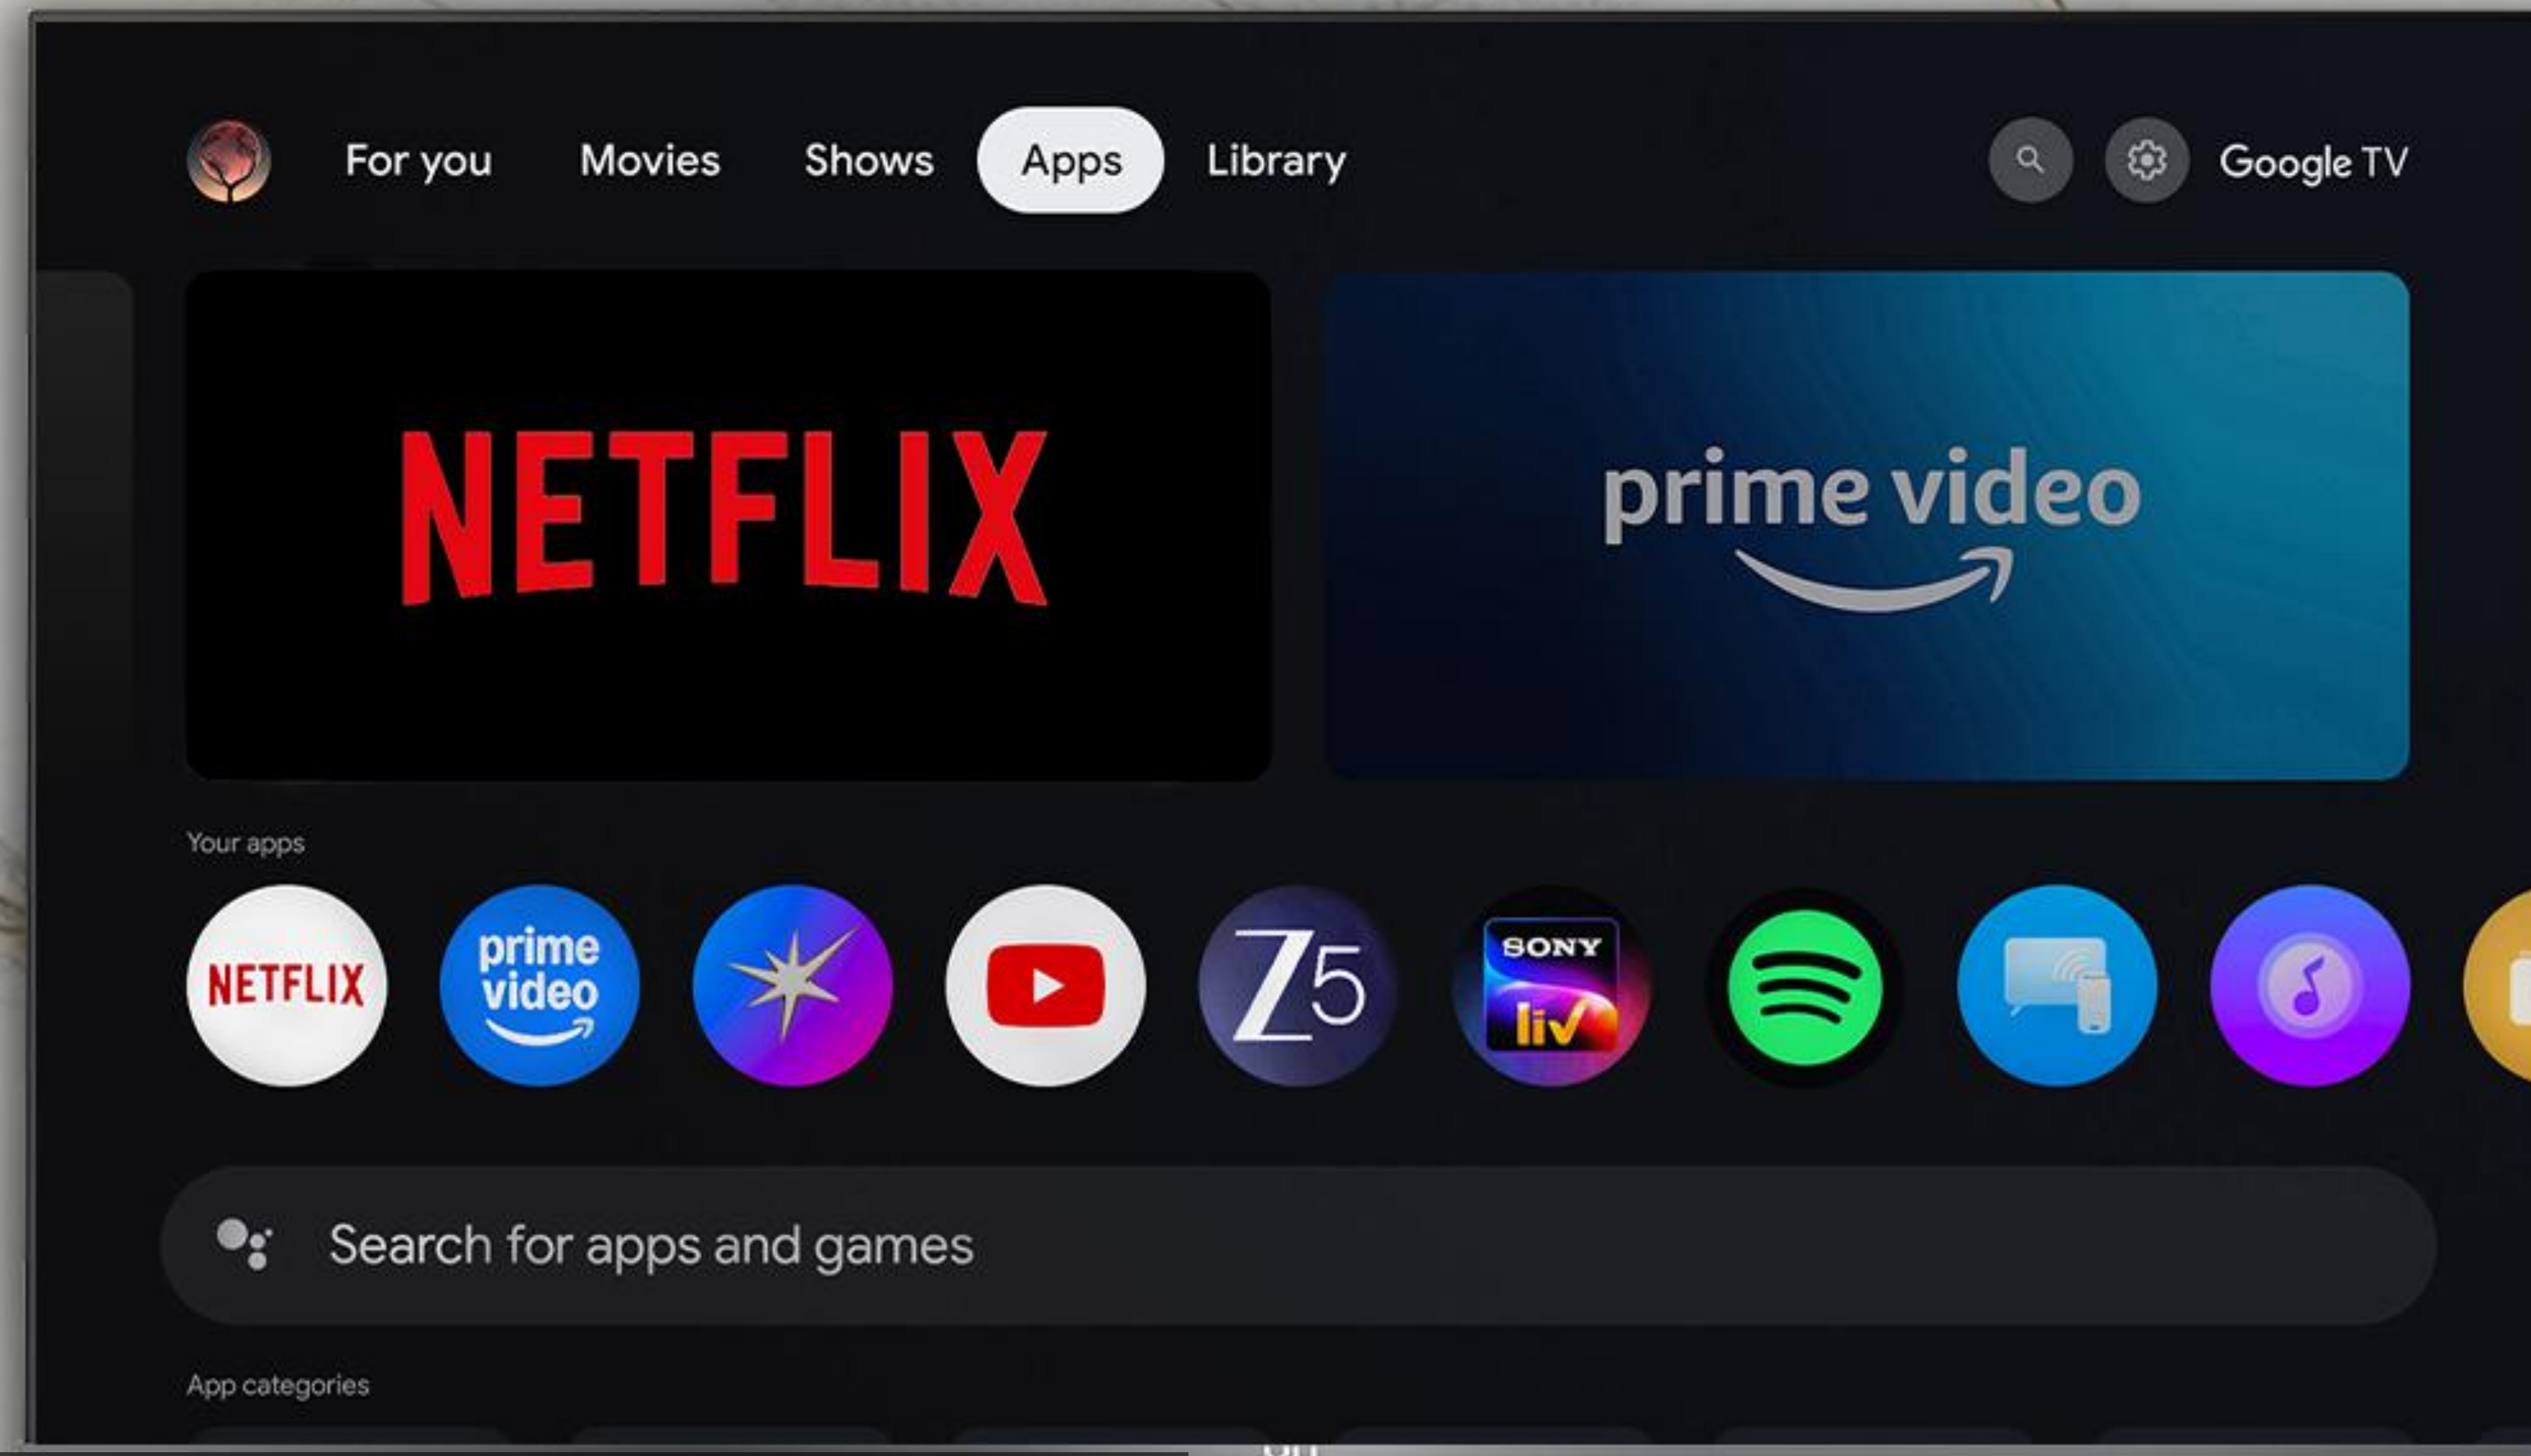 For you Movies Shows Apps Library Google TV
NETFLIX
prime video
Your apps
NETFLIX
prime
video
Z5
SONY
liv
Search for apps and games
App categories